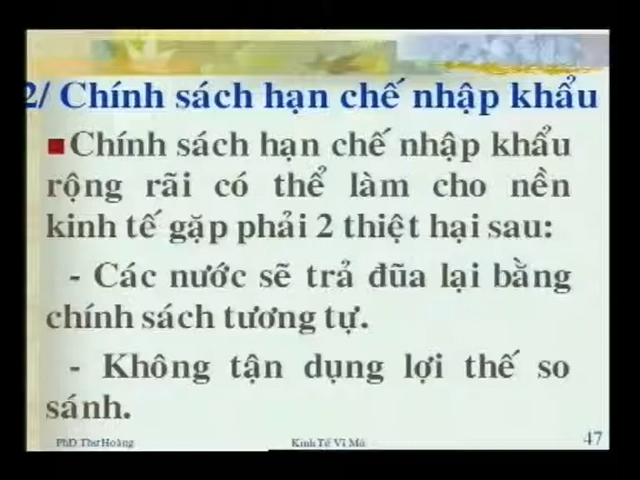 2/ Chính sách hạn chế nhập khẩu
Chính sách hạn chế nhập khẩu
rộng rãi có thể làm cho nền
kinh tế gặp phải 2 thiệt hại sau:
- Các nước sẽ trả đũa lại bằng
chính sách tương tự.
- Không tận dụng lợi thế so
sánh.
PhD Thư Hoàng
Kinh Tế Vĩ Mô
47